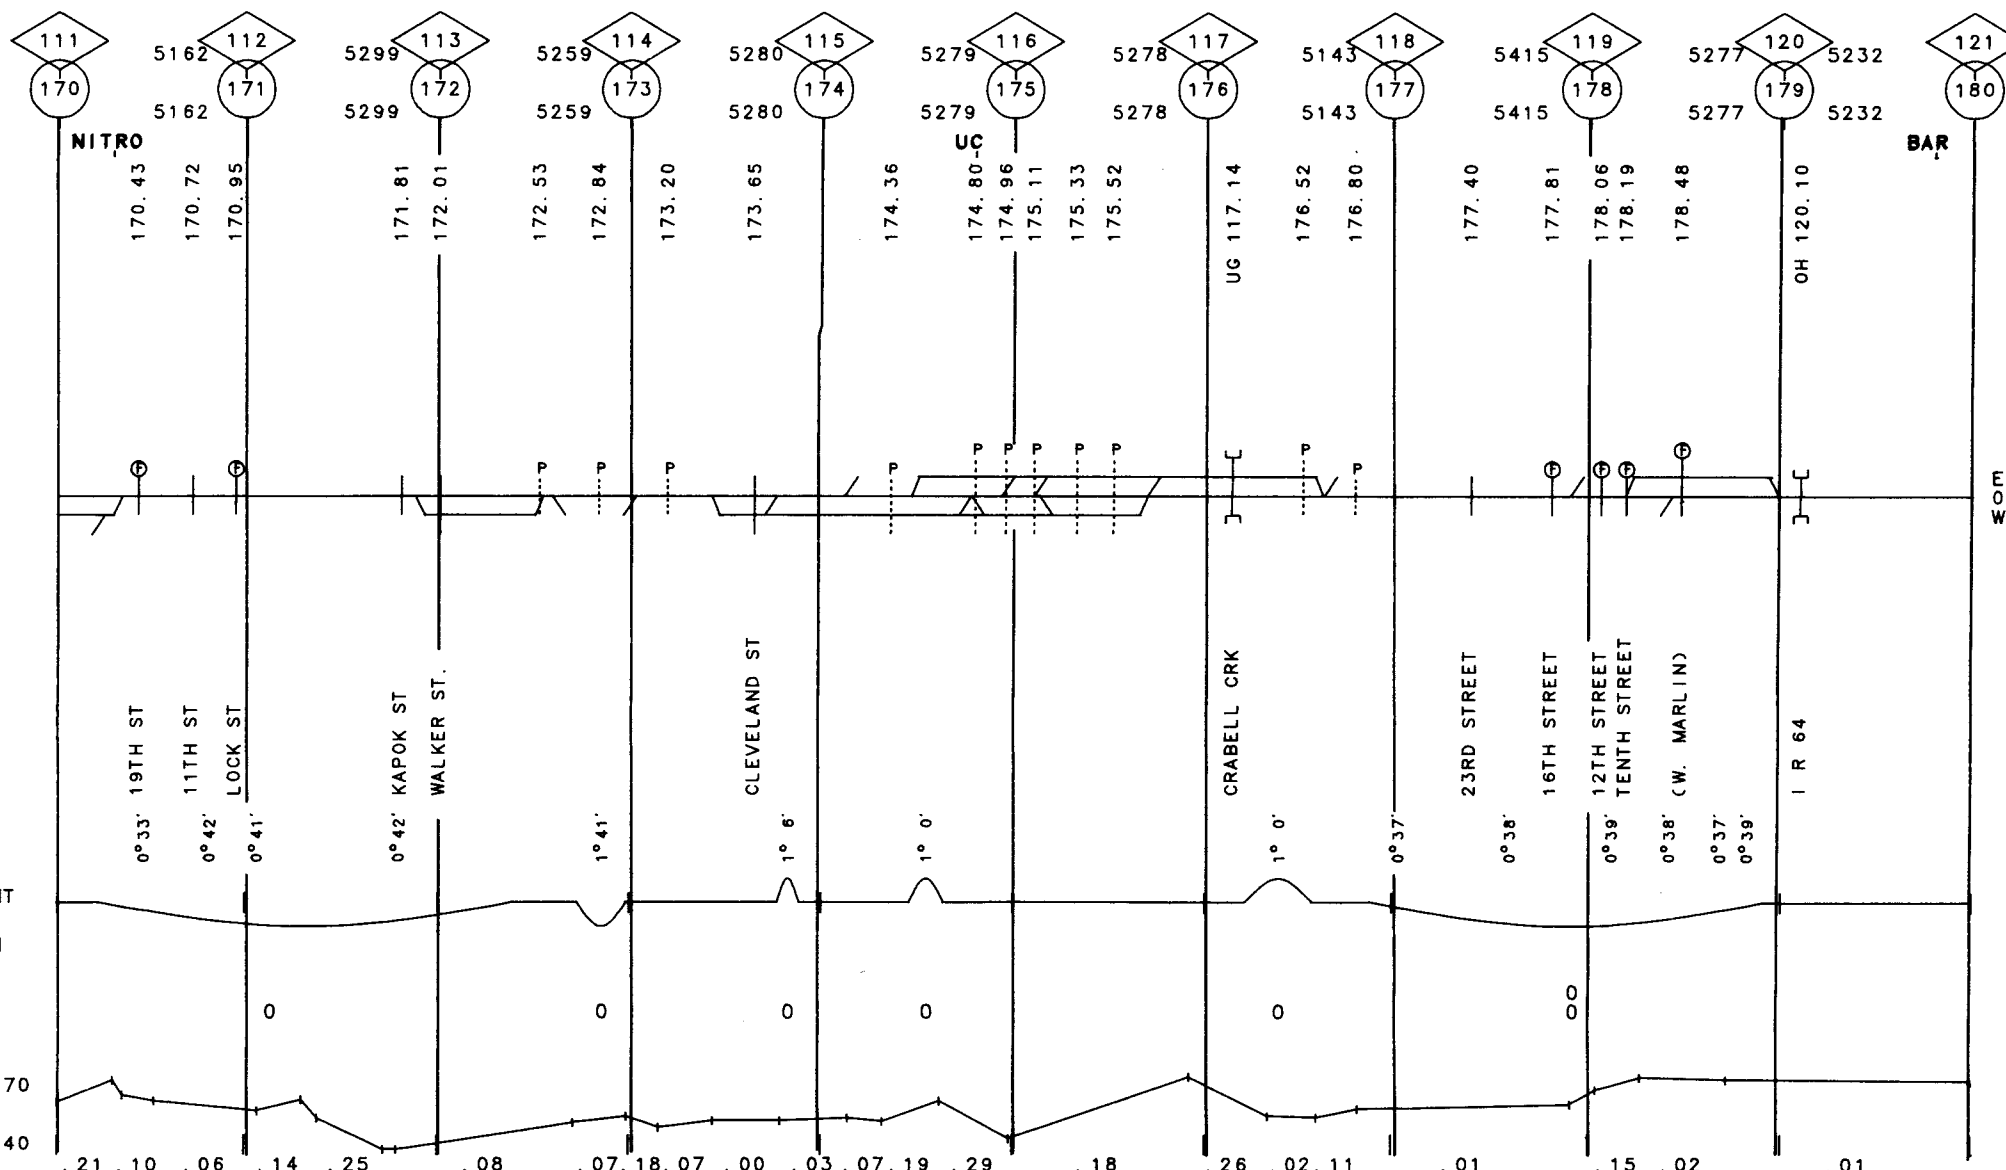 111 112 113 114 115 116 117 118 119 120 121
5162 5299 5259 5280 5279 5278 5143 5415 5277 5232
170 171 172 173 174 175 176 177 178 179 180
5162 5299 5259 5280 5279 5278 5143 5415 5277 5232
NITRO UC BAR
170.43
170.72
170.95
171.81
172.01
172.53
172.84
173.20
173.65
174.36
174.80
174.96
175.11
175.33
175.52
UG 117.14
176.52
176.80
177.40
177.81
178.06
178.19
178.48
OH 120.10
F F P P P P P P P P P P P F F F F
E
O
W
19TH ST
11TH ST
LOCK ST
KAPOK ST
WALKER ST.
CLEVELAND ST
CRABELL CRK
23RD STREET
16TH STREET
12TH STREET
TENTH STREET
(W. MARLIN)
I R 64
0°33'
0°42'
0°41'
0°42'
1°41'
1° 6'
1° 0'
1° 0'
0°37'
0°38'
0°39'
0°38'
0°37'
0°39'
0 0 0 0 0 0
0
70
40
.21 .10 .06 .14 .25 .08 .07 .18 .07 .00 .03 .07 .19 .29 .18 .26 .02 .11 .01 .15 .02 .01